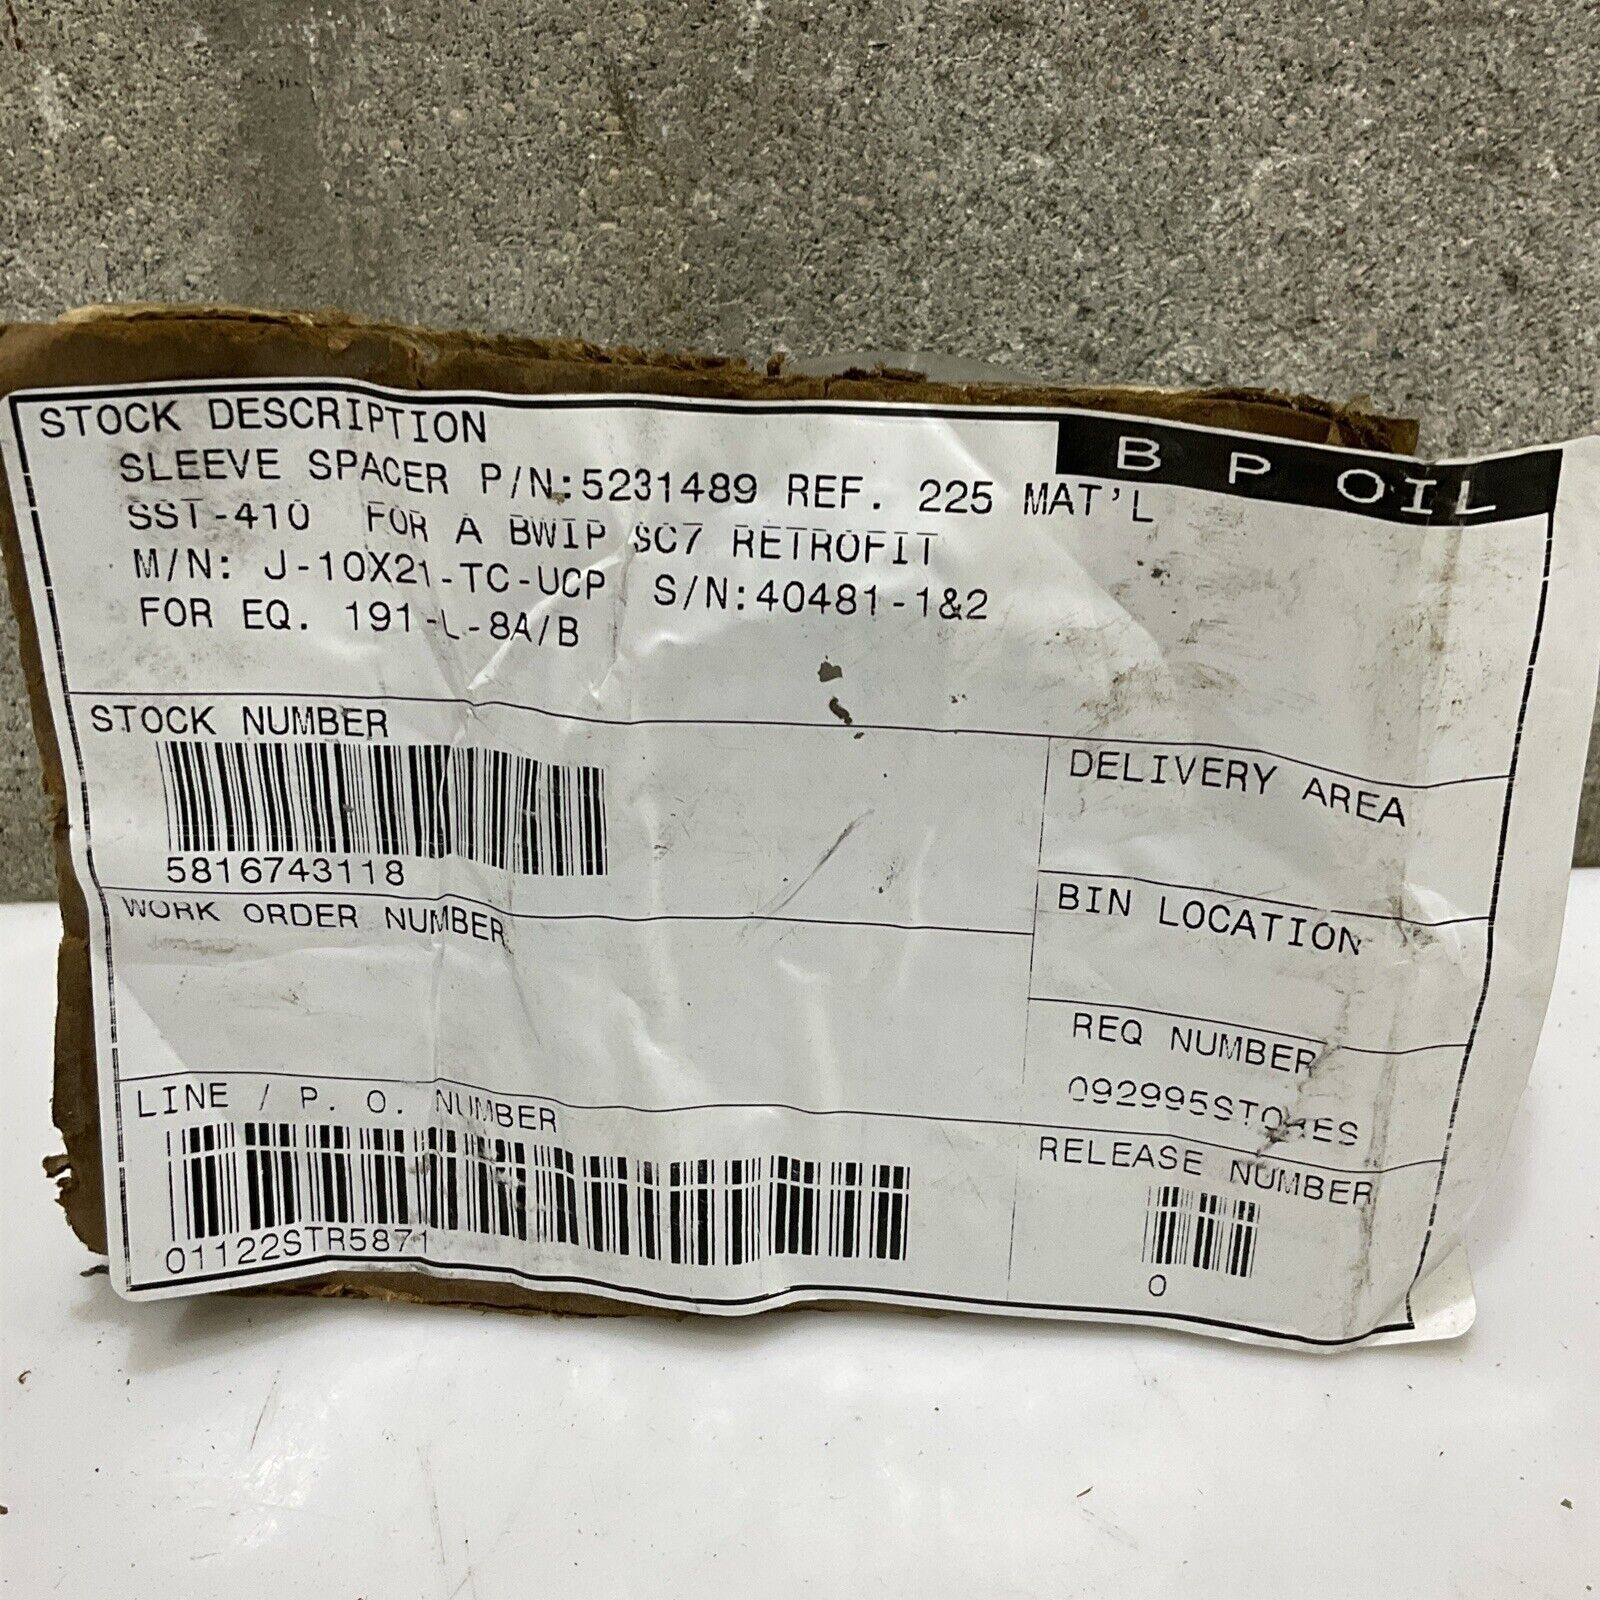 STOCK DESCRIPTION
B P OIL
SLEEVE SPACER P/N:5231489 REF. 225 MAT'L
SST-410 FOR A BWIP SC7 RETROFIT
M/N: J-10X21-TC-UCP S/N:40481-1&2
FOR EQ. 191-L-8A/B
STOCK NUMBER
5816743118
DELIVERY AREA
WORK ORDER NUMBER
BIN LOCATION
REQ NUMBER
092995STORES
LINE / P. O. NUMBER
01122STR5871
RELEASE NUMBER
0